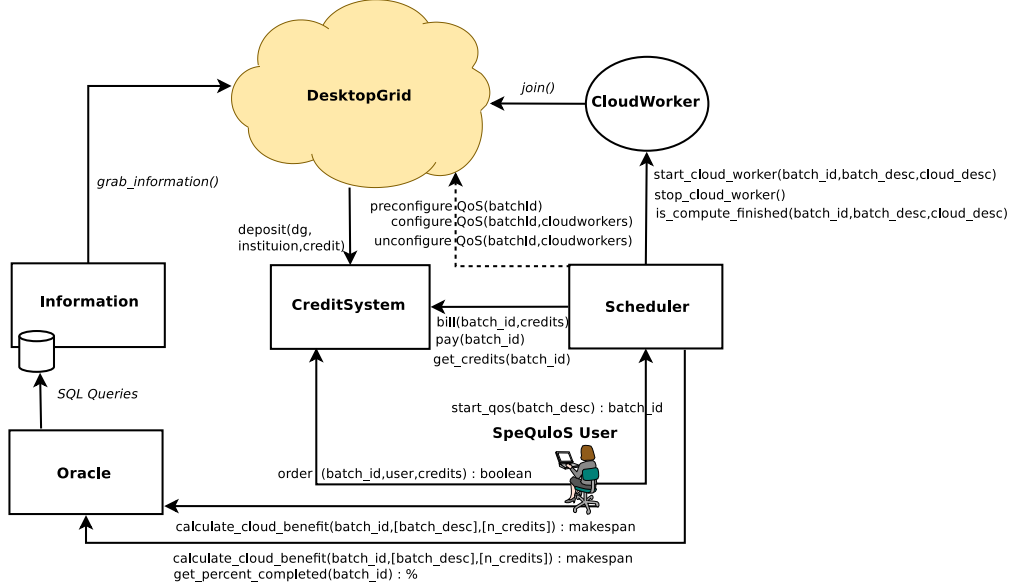 DesktopGrid
join()
CloudWorker
grab_information()
start_cloud_worker(batch_id,batch_desc,cloud_desc)
stop_cloud_worker()
is_compute_finished(batch_id,batch_desc,cloud_desc)
preconfigure QoS(batchId)
configure QoS(batchId,cloudworkers)
unconfigure QoS(batchId,cloudworkers)
deposit(dg,
instituion,credit)
Information
CreditSystem
Scheduler
bill(batch_id,credits)
pay(batch_id)
get_credits(batch_id)
SQL Queries
start_qos(batch_desc) : batch_id
SpeQuloS User
Oracle
order (batch_id,user,credits) : boolean
calculate_cloud_benefit(batch_id,[batch_desc],[n_credits]) : makespan
calculate_cloud_benefit(batch_id,[batch_desc],[n_credits]) : makespan
get_percent_completed(batch_id) : %